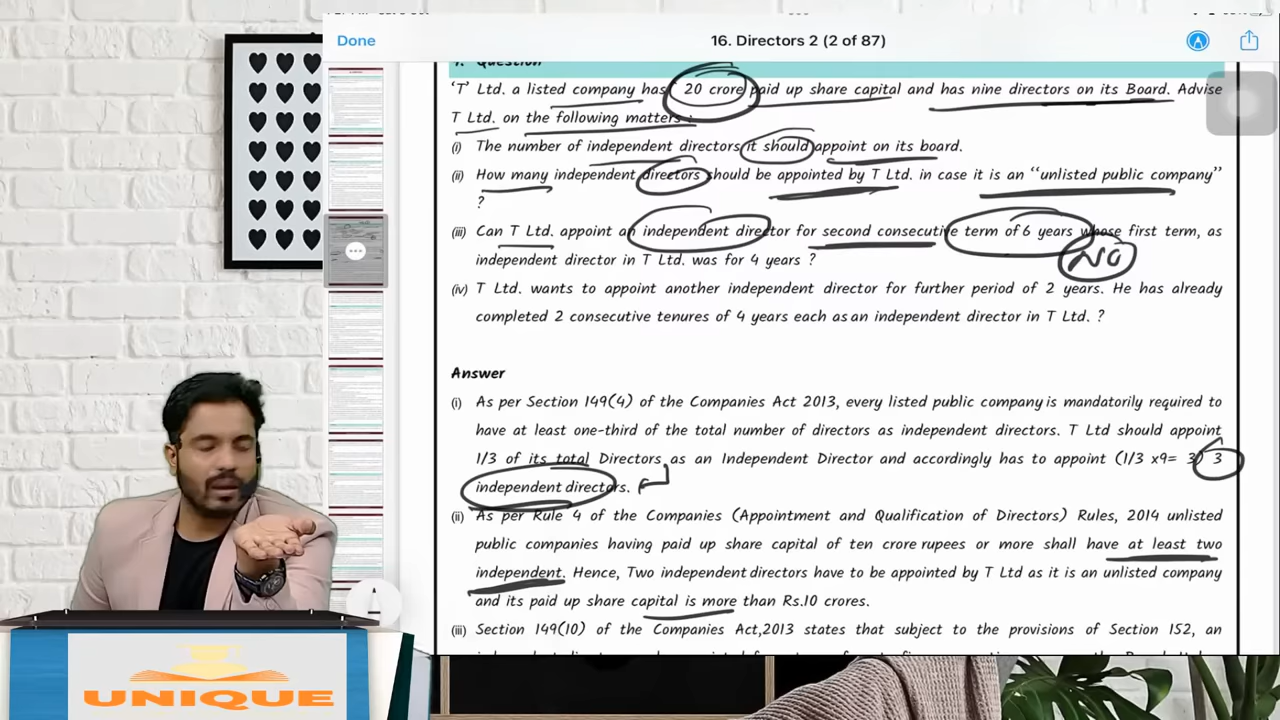 Done
16. Directors 2 (2 of 87)
1. Question
‘T’ Ltd. a listed company has 20 crore paid up share capital and has nine directors on its Board. Advise
T Ltd. on the following matters :
(i) The number of independent directors it should appoint on its board.
(ii) How many independent directors should be appointed by T Ltd. in case it is an “unlisted public company”
?
(iii) Can T Ltd. appoint an independent director for second consecutive term of 6 years whose first term, as
independent director in T Ltd. was for 4 years ?
NO
(iv) T Ltd. wants to appoint another independent director for further period of 2 years. He has already
completed 2 consecutive tenures of 4 years each as an independent director in T Ltd. ?
Answer
(i) As per Section 149(4) of the Companies Act 2013, every listed public company is mandatorily required to
have at least one-third of the total number of directors as independent directors. T Ltd should appoint
1/3 of its total Directors as an Independent Director and accordingly has to appoint (1/3 x9= 3) 3
independent directors.
(ii) As per Rule 4 of the Companies (Appointment and Qualification of Directors) Rules, 2014 unlisted
public companies having paid up share capital of ten crore rupees or more shall have at least two
independent. Hence, Two independent directors have to be appointed by T Ltd as it is an unlisted company
and its paid up share capital is more than Rs.10 crores.
(iii) Section 149(10) of the Companies Act,2013 states that subject to the provisions of Section 152, an
UNIQUE